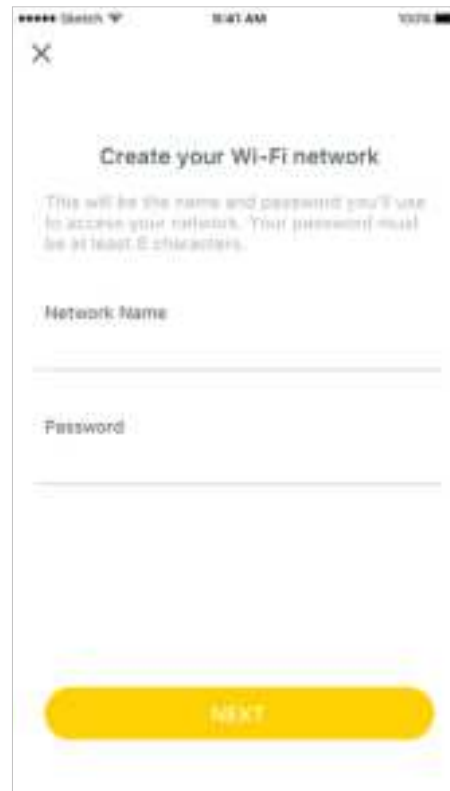 Sketch 9:41 AM 100%
Create your Wi-Fi network
This will be the name and password you'll use
to access your network. Your password must
be at least 8 characters.
Network Name
Password
NEXT